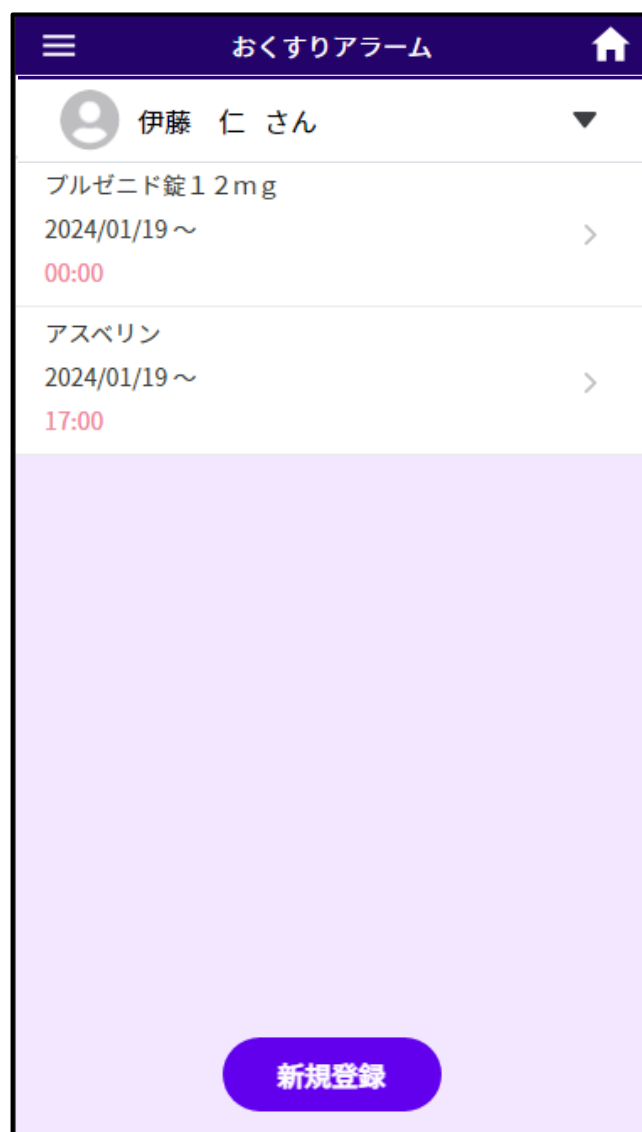 おくすりアラーム
伊藤　仁 さん
プルゼニド錠１２ｍｇ
2024/01/19～
00:00
アスベリン
2024/01/19～
17:00
新規登録